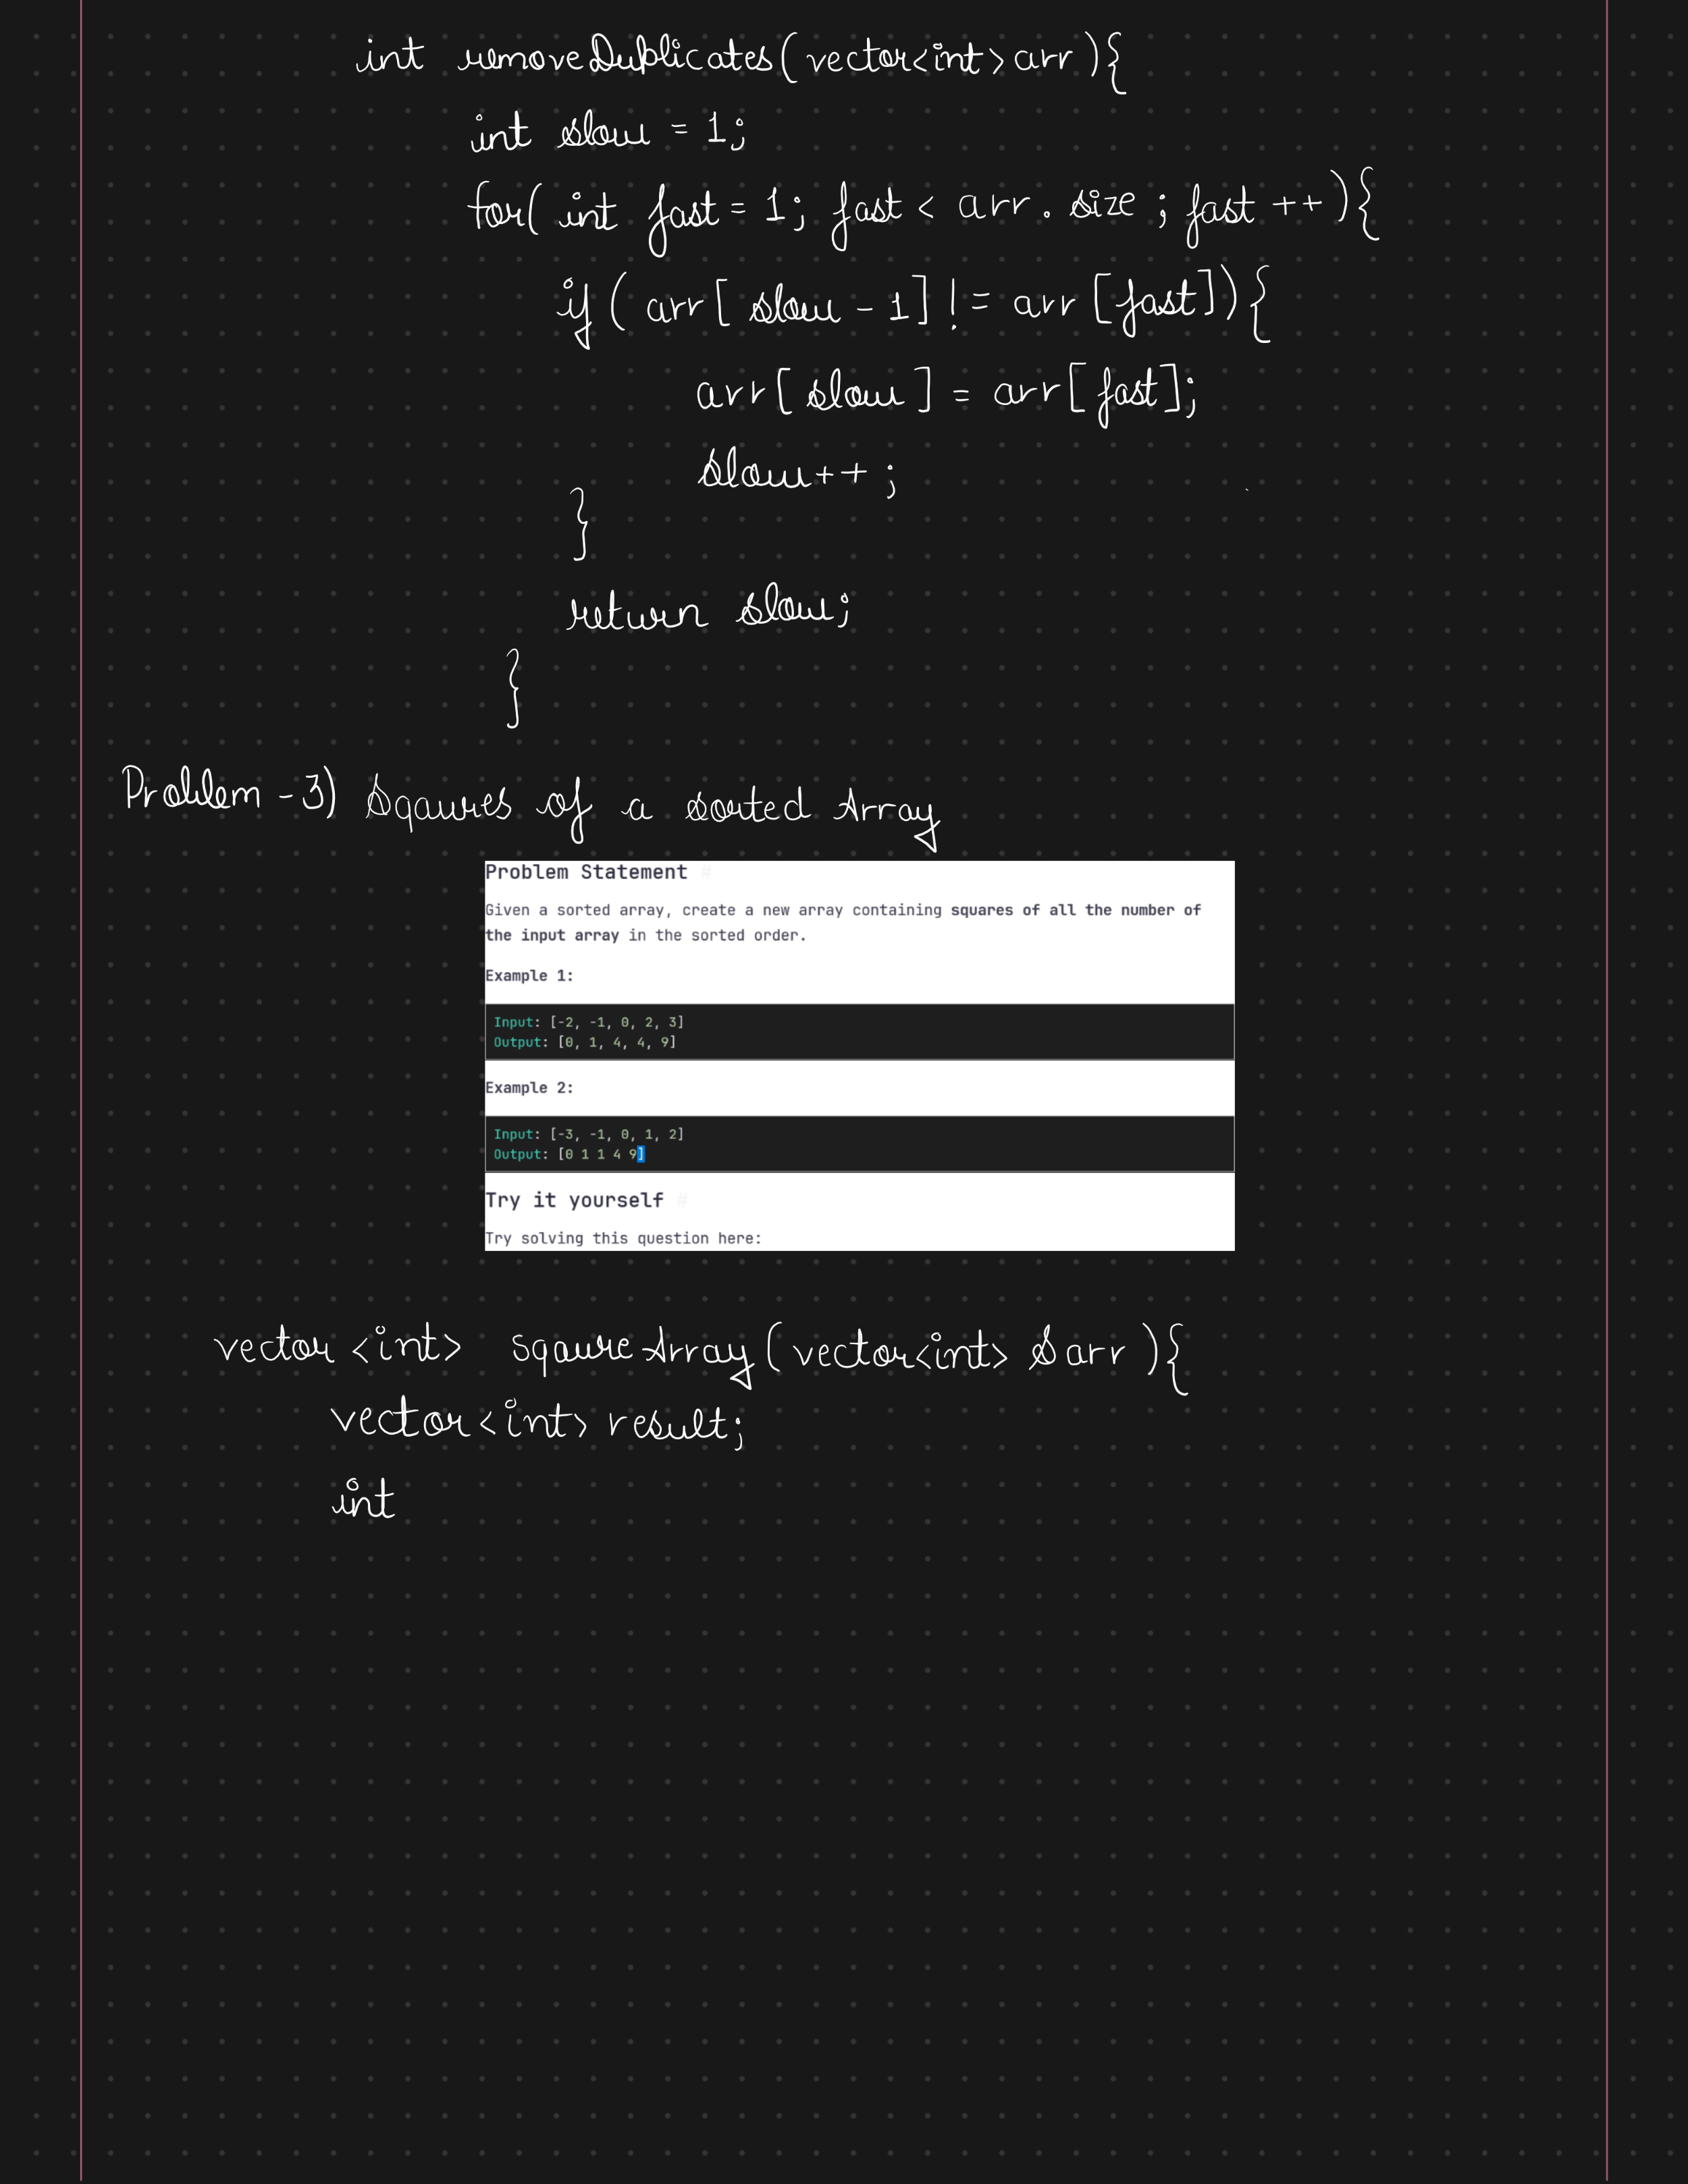 int removeDublicates(vector<int> arr){
int slow = 1;
for( int fast = 1; fast < arr. size ; fast ++){
if ( arr[ slow - 1] != arr [fast]){
arr[ slow ] = arr[ fast];
slow++ ;
}
return slow;
}
Problem -3) Sqaures of a sorted Array
Problem Statement #
Given a sorted array, create a new array containing squares of all the number of
the input array in the sorted order.
Example 1:
Input: [-2, -1, 0, 2, 3]
Output: [0, 1, 4, 4, 9]
Example 2:
Input: [-3, -1, 0, 1, 2]
Output: [0 1 1 4 9]
Try it yourself #
Try solving this question here:
vector <int> sqaureArray(vector<int> &arr ){
vector<int> result;
int